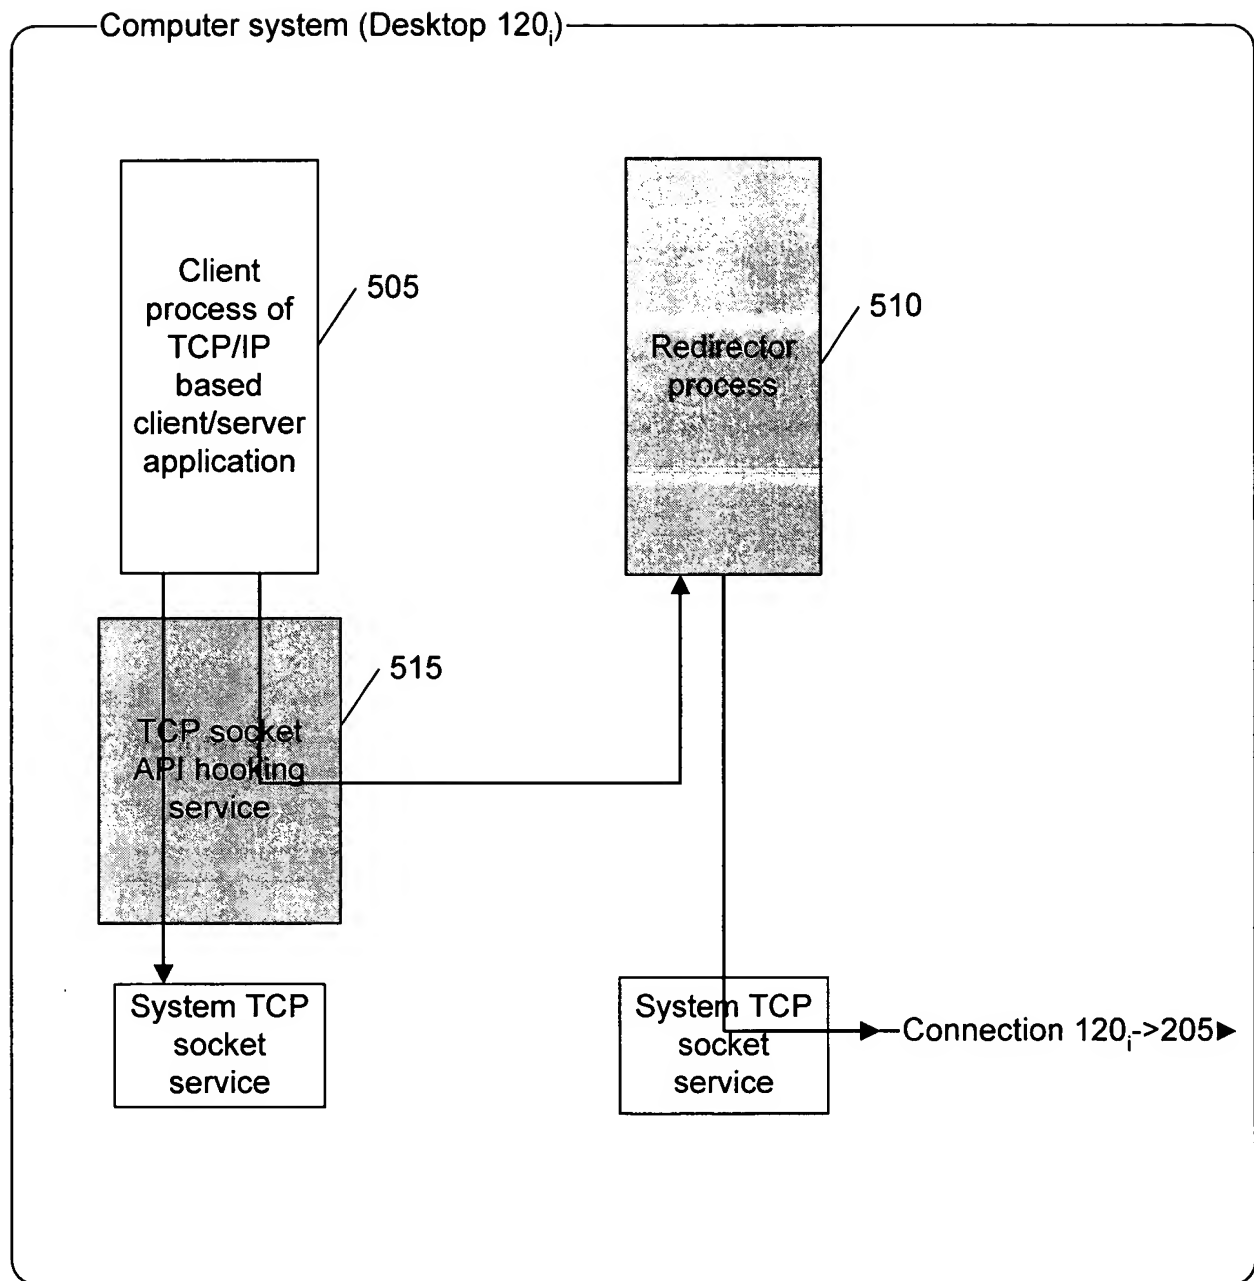 Computer system (Desktop 120i)
Client
process of
TCP/IP
based
client/server
application
505
Redirector
process
510
TCP socket
API hooking
service
515
System TCP
socket
service
System TCP
socket
service
Connection 120i->205